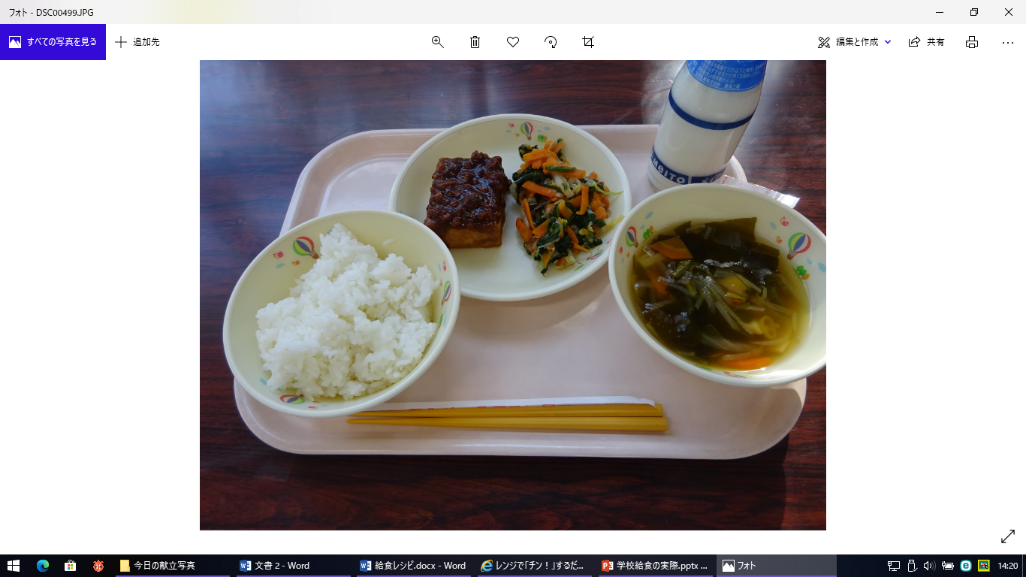 フォト - DSC00499.JPG
すべての写真を見る
追加先
編集と作成
共有
今日の献立写真
文書 2 - Word
給食レシピ.docx - Word
レンジで「チン！」するだ...
学校給食の実際.pptx ...
フォト
14:20